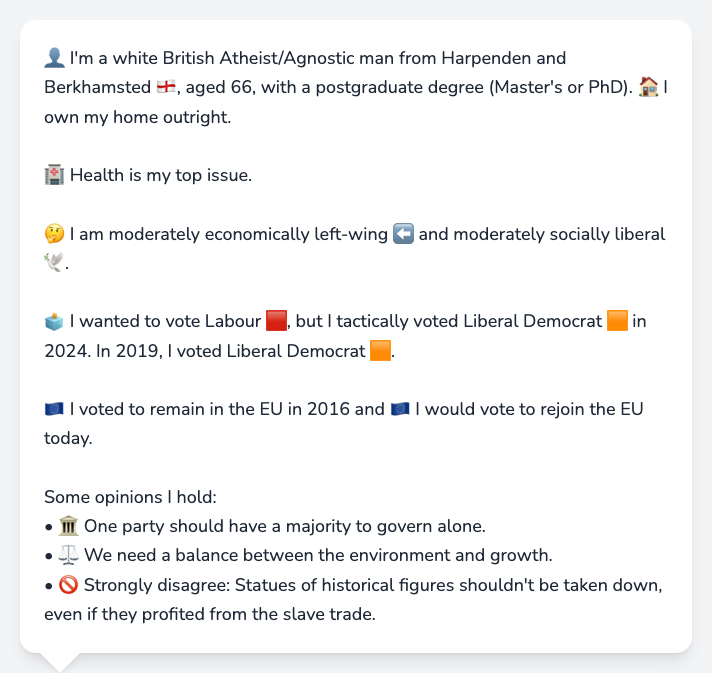 👤 I'm a white British Atheist/Agnostic man from Harpenden and
Berkhamsted 🏴󠁧󠁢󠁥󠁮󠁧󠁿, aged 66, with a postgraduate degree (Master's or PhD). 🏠 I
own my home outright.
🏥 Health is my top issue.
🤔 I am moderately economically left-wing ⬅️ and moderately socially liberal
🕊️.
🗳️ I wanted to vote Labour 🟥, but I tactically voted Liberal Democrat 🟧 in
2024. In 2019, I voted Liberal Democrat 🟧.
🇪🇺 I voted to remain in the EU in 2016 and 🇪🇺 I would vote to rejoin the EU
today.
Some opinions I hold:
• 🏛️ One party should have a majority to govern alone.
• ⚖️ We need a balance between the environment and growth.
• 🚫 Strongly disagree: Statues of historical figures shouldn't be taken down,
even if they profited from the slave trade.